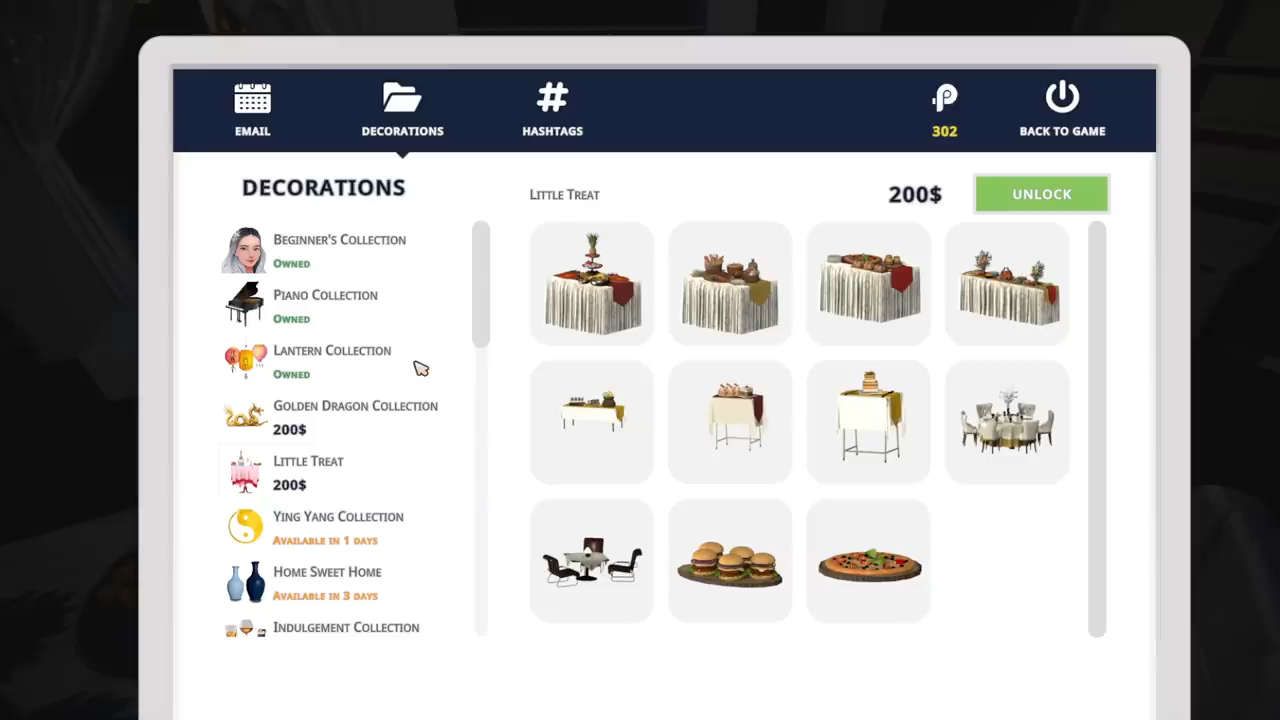 EMAIL
DECORATIONS
HASHTAGS
302
BACK TO GAME
DECORATIONS
LITTLE TREAT
200$
UNLOCK
BEGINNER'S COLLECTION
OWNED
PIANO COLLECTION
OWNED
LANTERN COLLECTION
OWNED
GOLDEN DRAGON COLLECTION
200$
LITTLE TREAT
200$
YING YANG COLLECTION
AVAILABLE IN 1 DAYS
HOME SWEET HOME
AVAILABLE IN 3 DAYS
INDULGEMENT COLLECTION